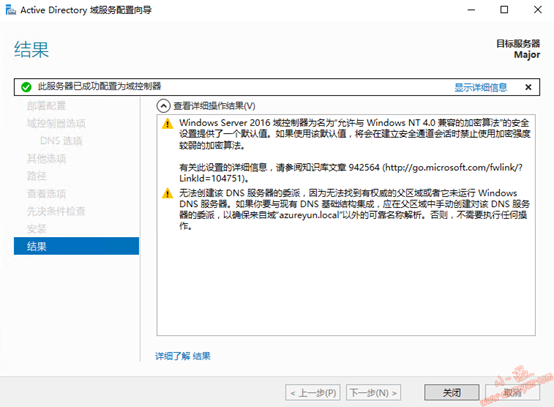 Active Directory 域服务配置向导
结果
目标服务器
Major
此服务器已成功配置为域控制器
显示详细信息
部署配置
域控制器选项
DNS 选项
其他选项
路径
查看选项
先决条件检查
安装
结果
查看详细操作结果(V)
Windows Server 2016 域控制器为名为“允许与 Windows NT 4.0 兼容的加密算法”的安
全设置提供了一个默认值。如果使用该默认值，将会在建立安全通道会话时禁止使用加密强度
较弱的加密算法。
有关此设置的详细信息，请参阅知识库文章 942564 (http://go.microsoft.com/fwlink/?
LinkId=104751)。
无法创建该 DNS 服务器的委派，因为无法找到有权威的父区域或者它未运行 Windows
DNS 服务器。如果你要与现有 DNS 基础结构集成，应在父区域中手动创建对该 DNS 服务
器的委派，以确保来自域“azureyun.local”以外的可靠名称解析。否则，不需要执行任何操
作。
详细了解 结果
< 上一步(P)
下一步(N) >
关闭
取消